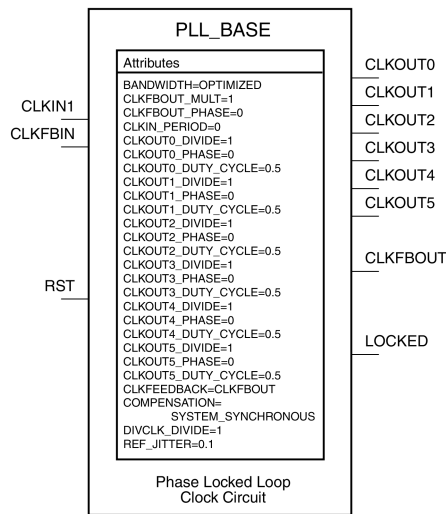 PLL_BASE
Attributes
BANDWIDTH=OPTIMIZED
CLKFBOUT_MULT=1
CLKFBOUT_PHASE=0
CLKIN_PERIOD=0
CLKOUT0_DIVIDE=1
CLKOUT0_PHASE=0
CLKOUT0_DUTY_CYCLE=0.5
CLKOUT1_DIVIDE=1
CLKOUT1_PHASE=0
CLKOUT1_DUTY_CYCLE=0.5
CLKOUT2_DIVIDE=1
CLKOUT2_PHASE=0
CLKOUT2_DUTY_CYCLE=0.5
CLKOUT3_DIVIDE=1
CLKOUT3_PHASE=0
CLKOUT3_DUTY_CYCLE=0.5
CLKOUT4_DIVIDE=1
CLKOUT4_PHASE=0
CLKOUT4_DUTY_CYCLE=0.5
CLKOUT5_DIVIDE=1
CLKOUT5_PHASE=0
CLKOUT5_DUTY_CYCLE=0.5
CLKFEEDBACK=CLKFBOUT
COMPENSATION=
SYSTEM_SYNCHRONOUS
DIVCLK_DIVIDE=1
REF_JITTER=0.1
CLKIN1
CLKFBIN
RST
CLKOUT0
CLKOUT1
CLKOUT2
CLKOUT3
CLKOUT4
CLKOUT5
CLKFBOUT
LOCKED
Phase Locked Loop
Clock Circuit